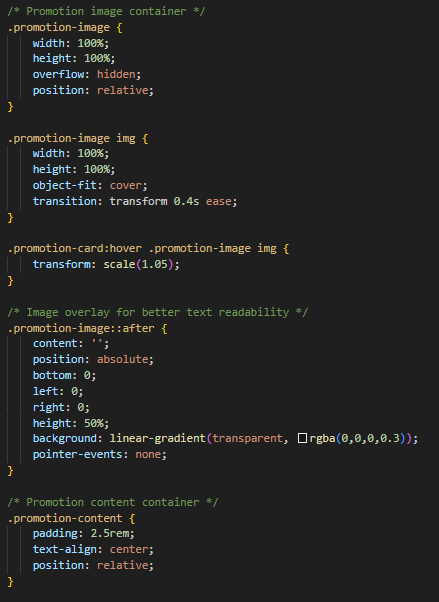 /* Promotion image container */
.promotion-image {
    width: 100%;
    height: 100%;
    overflow: hidden;
    position: relative;
}

.promotion-image img {
    width: 100%;
    height: 100%;
    object-fit: cover;
    transition: transform 0.4s ease;
}

.promotion-card:hover .promotion-image img {
    transform: scale(1.05);
}

/* Image overlay for better text readability */
.promotion-image::after {
    content: '';
    position: absolute;
    bottom: 0;
    left: 0;
    right: 0;
    height: 50%;
    background: linear-gradient(transparent, rgba(0,0,0,0.3));
    pointer-events: none;
}

/* Promotion content container */
.promotion-content {
    padding: 2.5rem;
    text-align: center;
    position: relative;
}